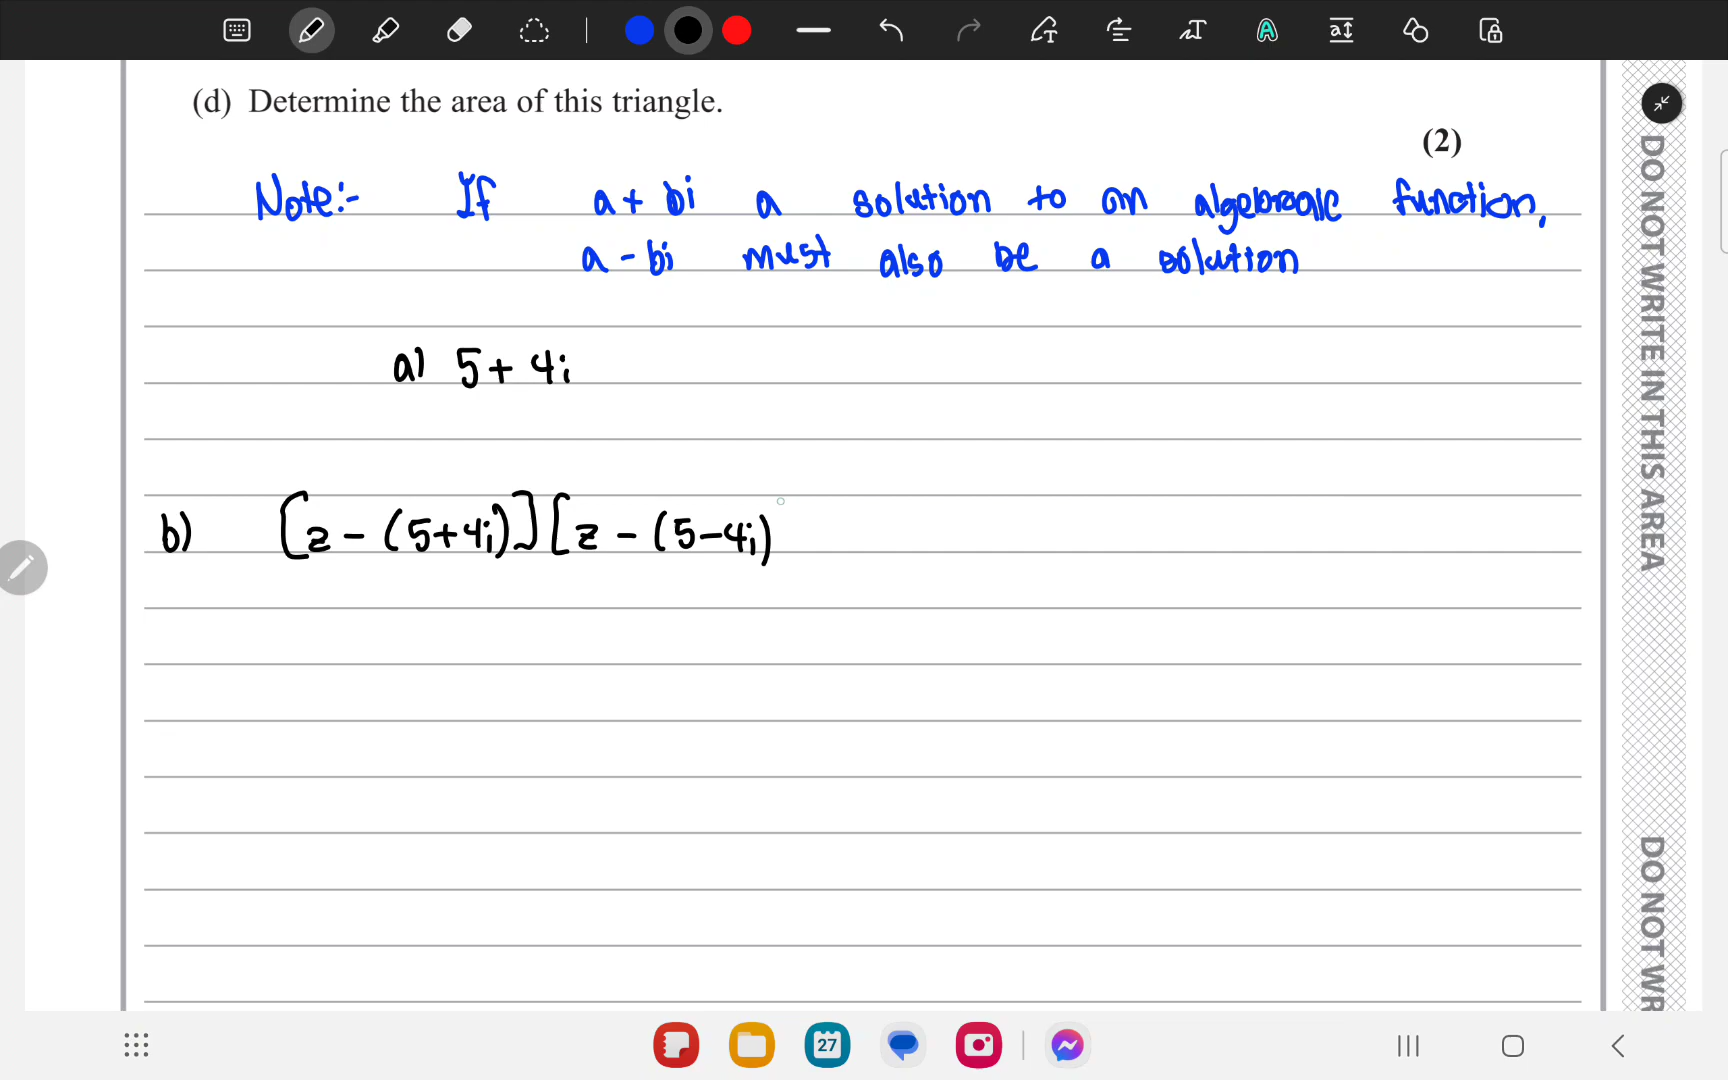 (d) Determine the area of this triangle.
(2)
Note:- If a + bi a solution to an algebraic function,
a - bi must also be a solution
a) 5 + 4i
b) [z - (5+4i)][z - (5-4i)
DO NOT WRITE IN THIS AREA
DO NOT WR
27